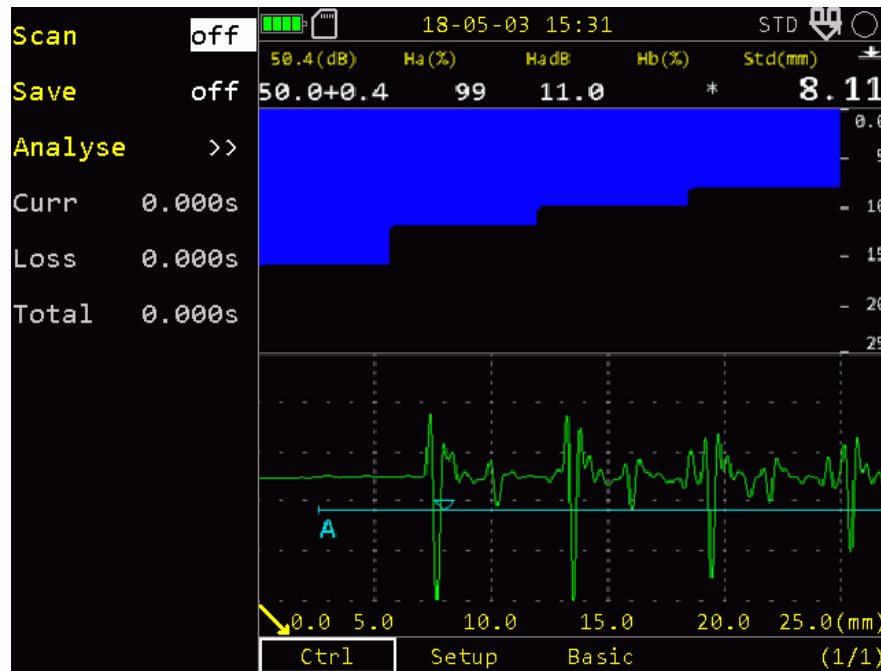 Scan off
Save off
Analyse >>
Curr 0.000s
Loss 0.000s
Total 0.000s
18-05-03 15:31 STD
50.4(dB) Ha(%) HadB Hb(%) Std(mm)
50.0+0.4 99 11.0 * 8.11
0.0
5
10
15
20
25
A
0.0 5.0 10.0 15.0 20.0 25.0(mm)
Ctrl Setup Basic (1/1)